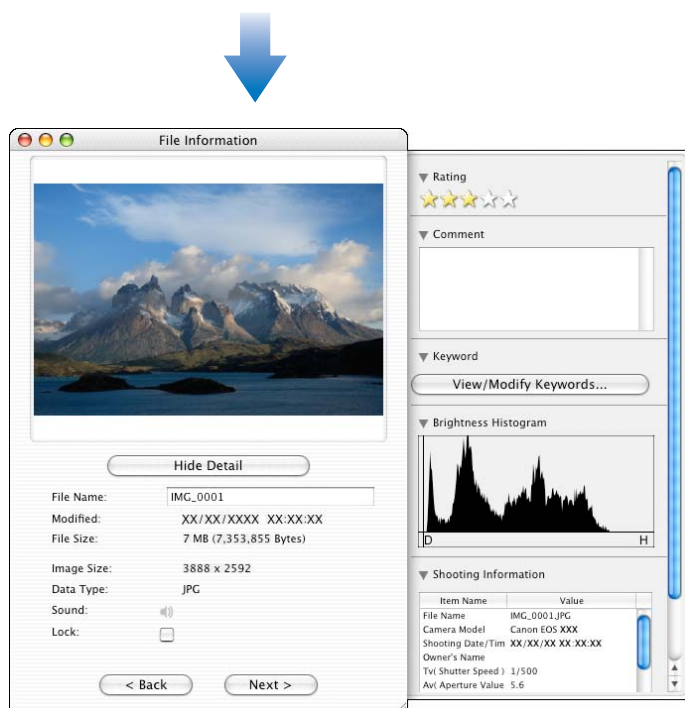 File Information
Hide Detail
File Name: IMG_0001
Modified: XX/XX/XXXX XX:XX:XX
File Size: 7 MB (7,353,855 Bytes)
Image Size: 3888 x 2592
Data Type: JPG
Sound:
Lock:
< Back Next >
Rating
Comment
Keyword
View/Modify Keywords...
Brightness Histogram
D H
Shooting Information
Item Name Value
File Name IMG_0001.JPG
Camera Model Canon EOS XXX
Shooting Date/Tim XX/XX/XX XX:XX:XX
Owner's Name
Tv( Shutter Speed ) 1/500
Av( Aperture Value 5.6